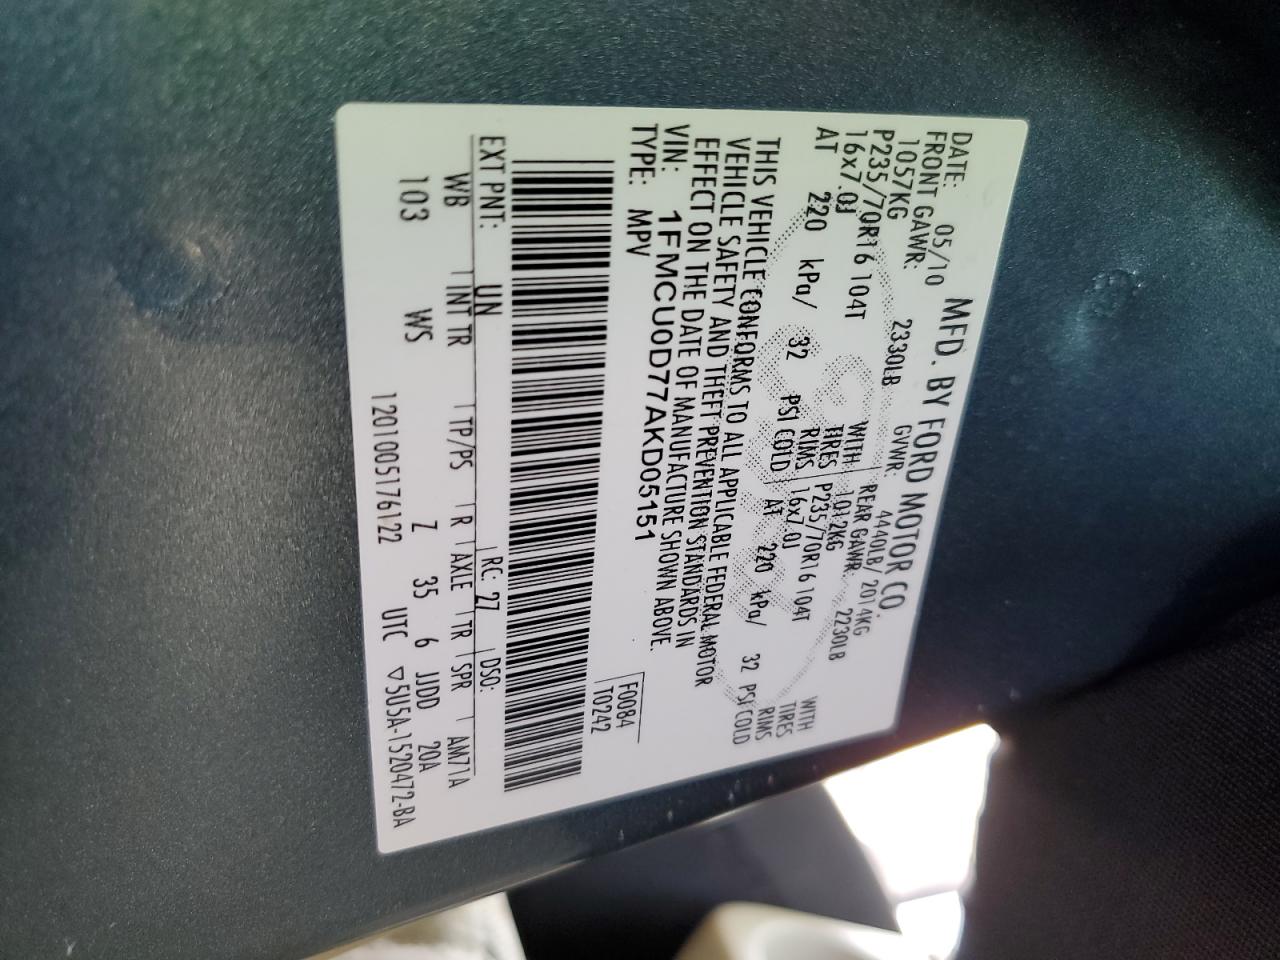 MFD. BY FORD MOTOR CO.
DATE: 05/10 GVWR: 4440LB/ 2014KG
FRONT GAWR: 2330LB REAR GAWR: 2230LB
1057KG WITH 1012KG WITH
P235/70R16 104T TIRES P235/70R16 104T TIRES
16x7.0J RIMS 16x7.0J RIMS
AT 220 kPa/ 32 PSI COLD AT 220 kPa/ 32 PSI COLD
THIS VEHICLE CONFORMS TO ALL APPLICABLE FEDERAL MOTOR
VEHICLE SAFETY AND THEFT PREVENTION STANDARDS IN
EFFECT ON THE DATE OF MANUFACTURE SHOWN ABOVE.
VIN: 1FMCU0D77AKD05151 F0084
TYPE: MPV T0242
EXT PNT: UN RC: 27 DSO:
WB INT TR TP/PS R AXLE TR SPR AM71A
103 WS Z 35 6 JJDD 20A
1201005176122 UTC ▽5U5A-1520472-BA